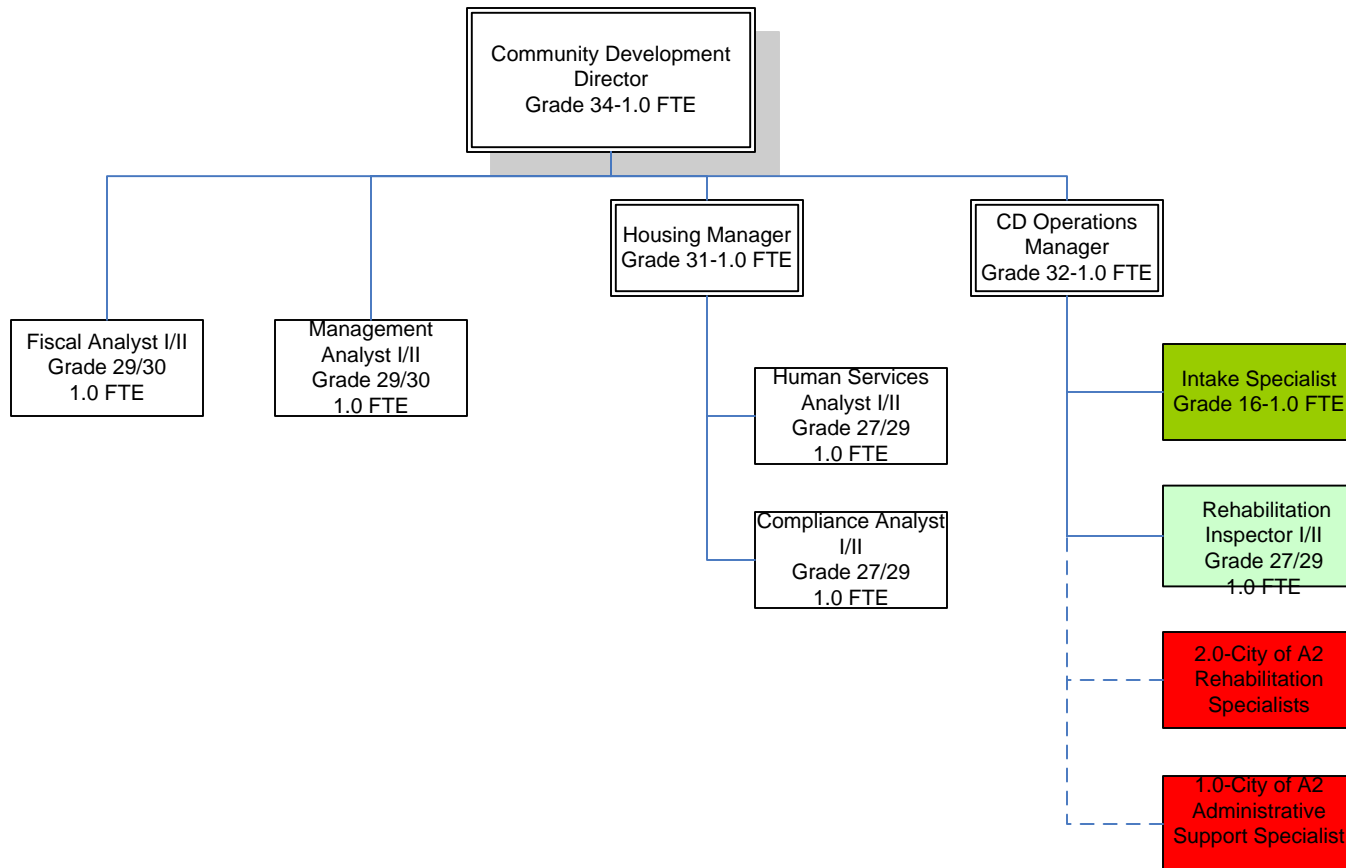 Community Development
Director
Grade 34-1.0 FTE
Housing Manager
Grade 31-1.0 FTE
CD Operations
Manager
Grade 32-1.0 FTE
Fiscal Analyst I/II
Grade 29/30
1.0 FTE
Management
Analyst I/II
Grade 29/30
1.0 FTE
Human Services
Analyst I/II
Grade 27/29
1.0 FTE
Compliance Analyst
I/II
Grade 27/29
1.0 FTE
Intake Specialist
Grade 16-1.0 FTE
Rehabilitation
Inspector I/II
Grade 27/29
1.0 FTE
2.0-City of A2
Rehabilitation
Specialists
1.0-City of A2
Administrative
Support Specialist